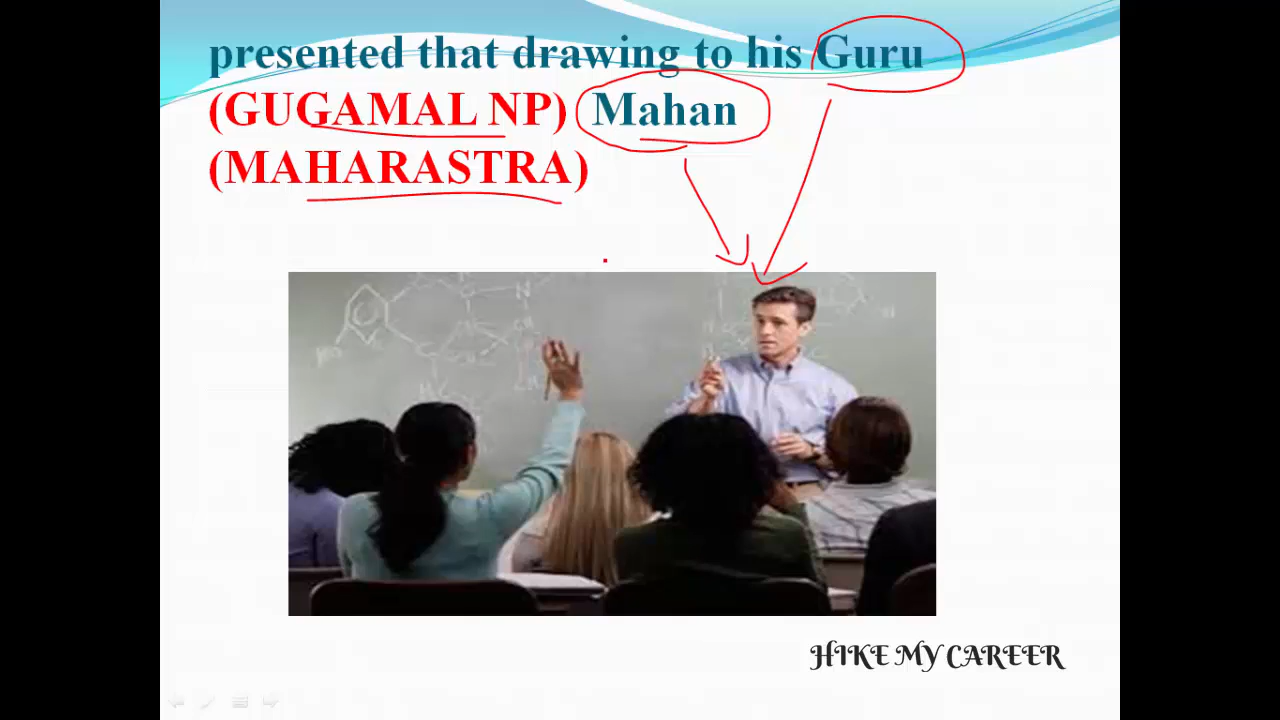 presented that drawing to his Guru
(GUGAMAL NP) Mahan
(MAHARASTRA)
HIKE MY CAREER